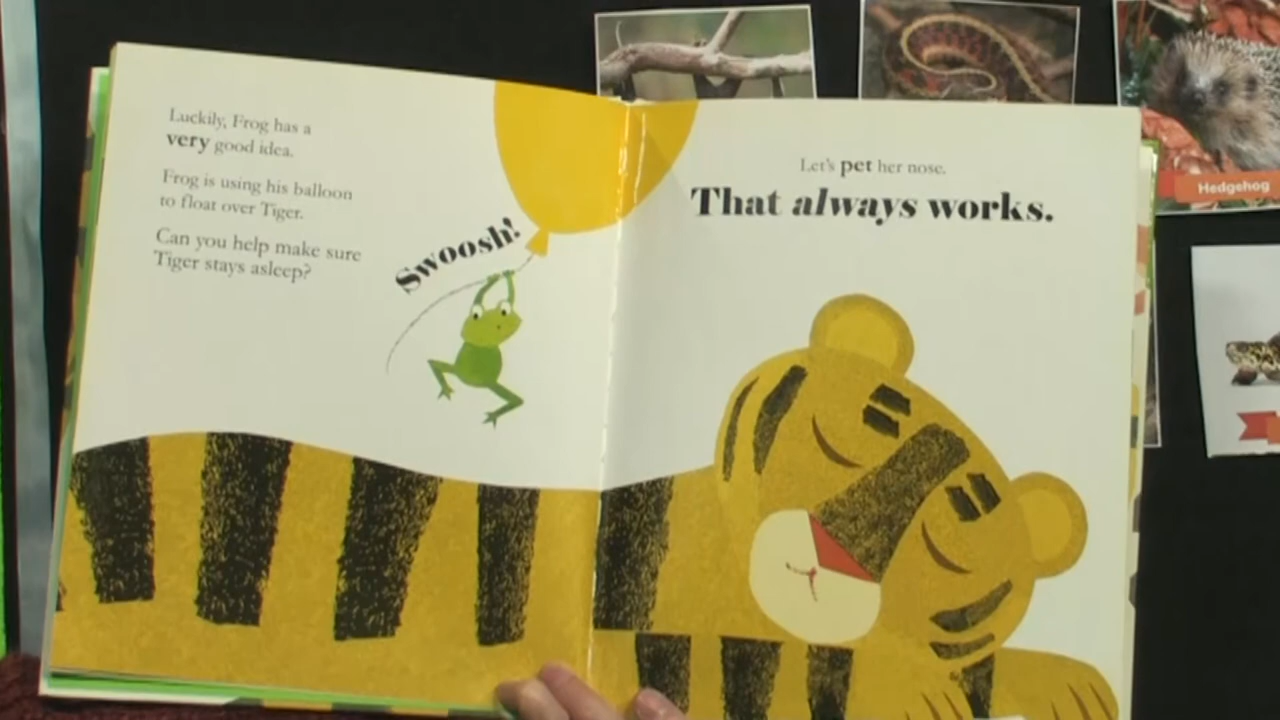 Luckily, Frog has a
very good idea.
Frog is using his balloon
to float over Tiger.
Can you help make sure
Tiger stays asleep?
Swoosh!
Let's pet her nose.
That always works.
Hedgehog